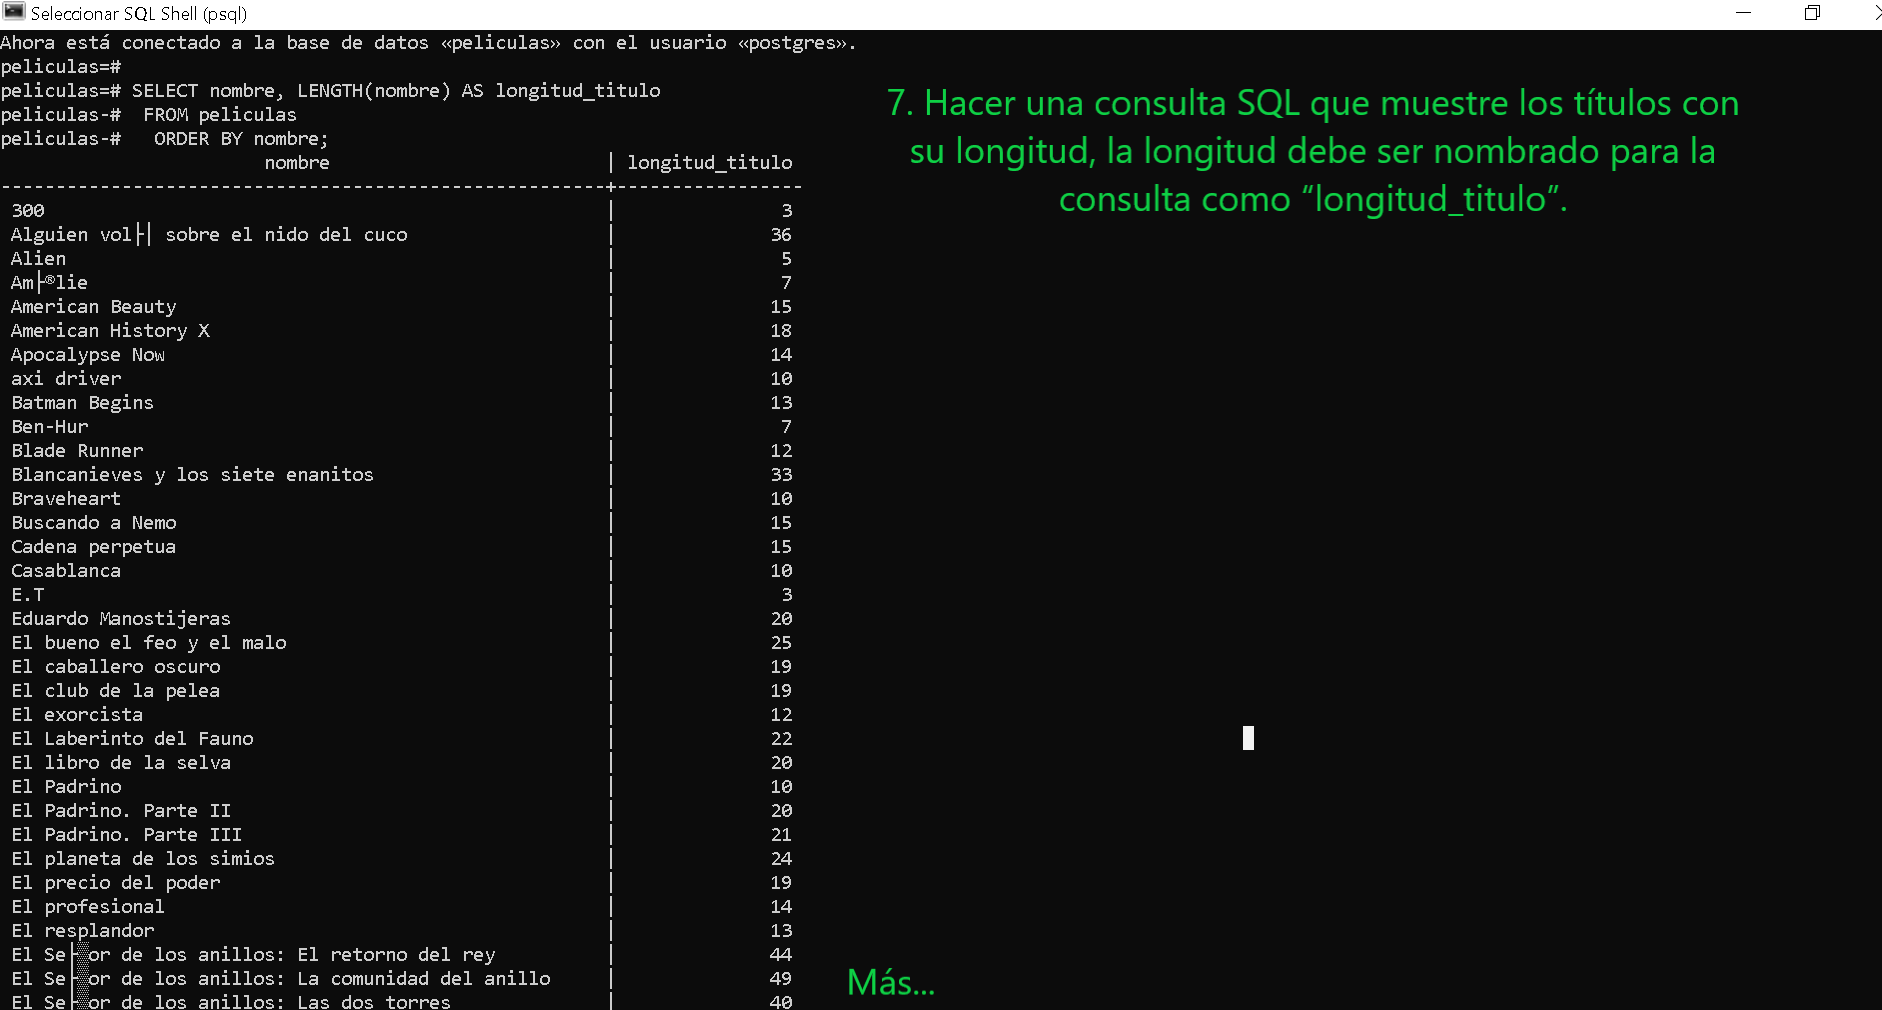 Seleccionar SQL Shell (psql)
Ahora está conectado a la base de datos «peliculas» con el usuario «postgres».
peliculas=#
peliculas=# SELECT nombre, LENGTH(nombre) AS longitud_titulo
peliculas-#  FROM peliculas
peliculas-#   ORDER BY nombre;
nombre | longitud_titulo
-------------------------------------------------------+-----------------
300 | 3
Alguien vol├│ sobre el nido del cuco | 36
Alien | 5
Am├®lie | 7
American Beauty | 15
American History X | 18
Apocalypse Now | 14
axi driver | 10
Batman Begins | 13
Ben-Hur | 7
Blade Runner | 12
Blancanieves y los siete enanitos | 33
Braveheart | 10
Buscando a Nemo | 15
Cadena perpetua | 15
Casablanca | 10
E.T | 3
Eduardo Manostijeras | 20
El bueno el feo y el malo | 25
El caballero oscuro | 19
El club de la pelea | 19
El exorcista | 12
El Laberinto del Fauno | 22
El libro de la selva | 20
El Padrino | 10
El Padrino. Parte II | 20
El Padrino. Parte III | 21
El planeta de los simios | 24
El precio del poder | 19
El profesional | 14
El resplandor | 13
El Se├▒or de los anillos: El retorno del rey | 44
El Se├▒or de los anillos: La comunidad del anillo | 49
El Se├▒or de los anillos: Las dos torres | 40
7. Hacer una consulta SQL que muestre los títulos con
su longitud, la longitud debe ser nombrado para la
consulta como “longitud_titulo”.
Más...